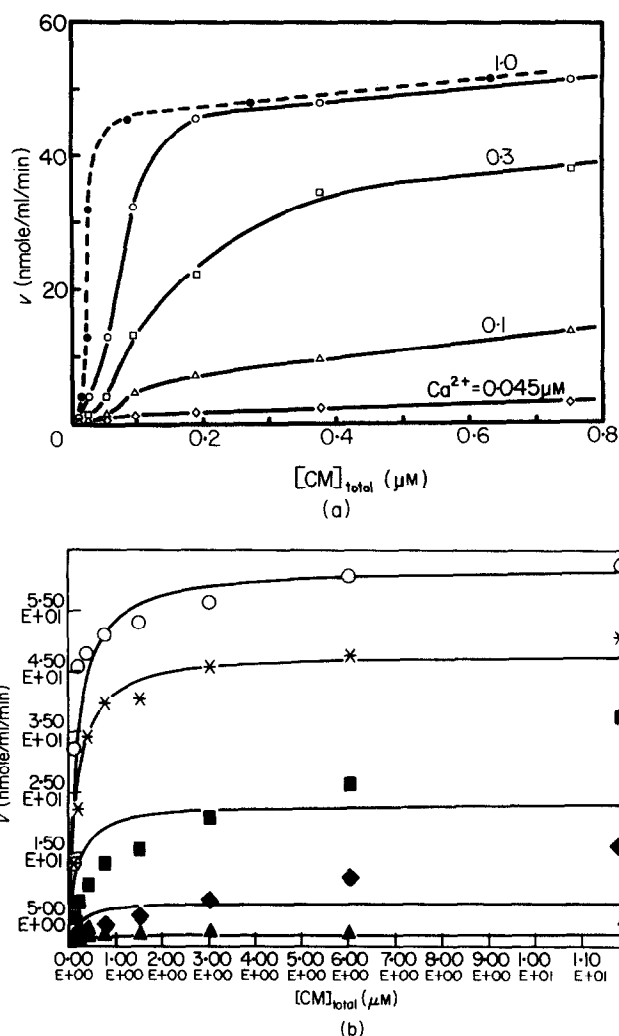 60
40
20
0
ν (nmole/ml/min)
1·0
0·3
0·1
Ca²⁺=0·045μM
0·2
0·4
0·6
0·8
[CM]total (μM)
(a)
5·50
E+01
4·50
E+01
3·50
E+01
2·50
E+01
1·50
E+01
5·00
E+00
ν (nmole/ml/min)
0·00 1·00 2·00 3·00 4·00 5·00 6·00 7·00 8·00 9·00 1·00 1·10
E+00 E+00 E+00 E+00 E+00 E+00 E+00 E+00 E+00 E+00 E+01 E+01
[CM]total (μM)
(b)